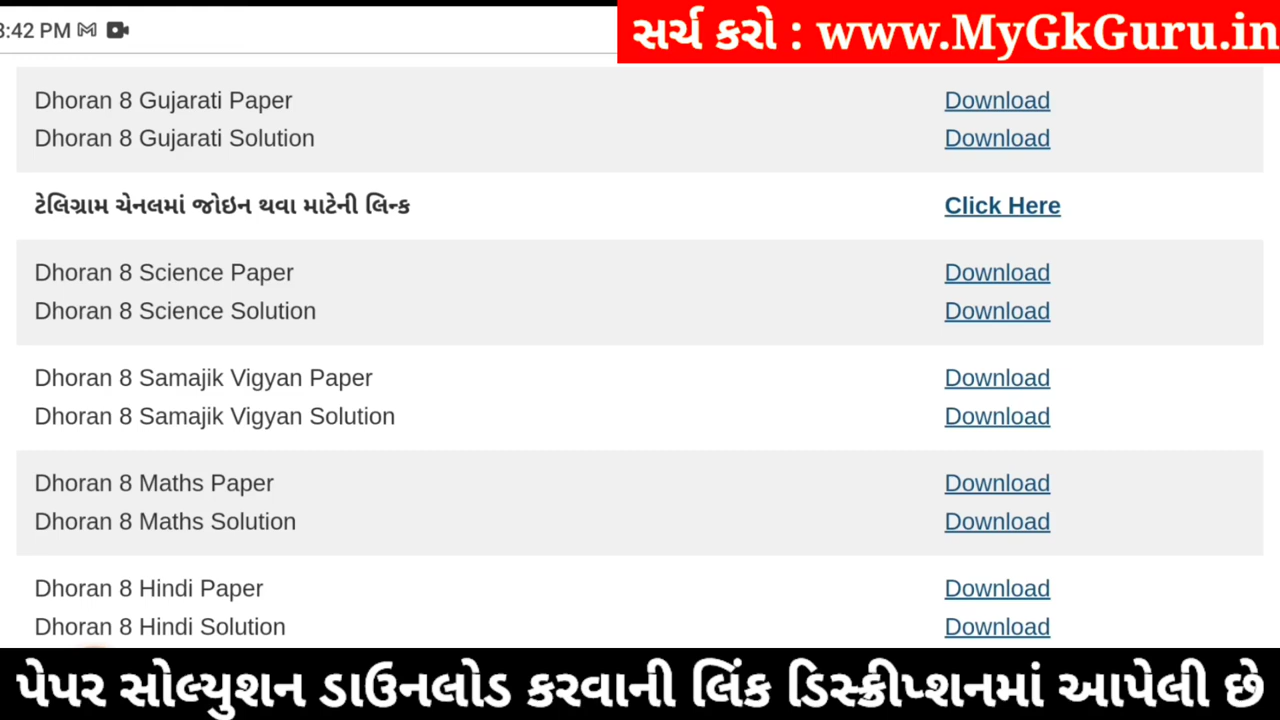 3:42 PM
સર્ચ કરો : www.MyGkGuru.in
Dhoran 8 Gujarati Paper Download
Dhoran 8 Gujarati Solution Download
ટેલિગ્રામ ચેનલમાં જોઇન થવા માટેની લિન્ક Click Here
Dhoran 8 Science Paper Download
Dhoran 8 Science Solution Download
Dhoran 8 Samajik Vigyan Paper Download
Dhoran 8 Samajik Vigyan Solution Download
Dhoran 8 Maths Paper Download
Dhoran 8 Maths Solution Download
Dhoran 8 Hindi Paper Download
Dhoran 8 Hindi Solution Download
પેપર સોલ્યુશન ડાઉનલોડ કરવાની લિંક ડિસ્ક્રીપ્શનમાં આપેલી છે